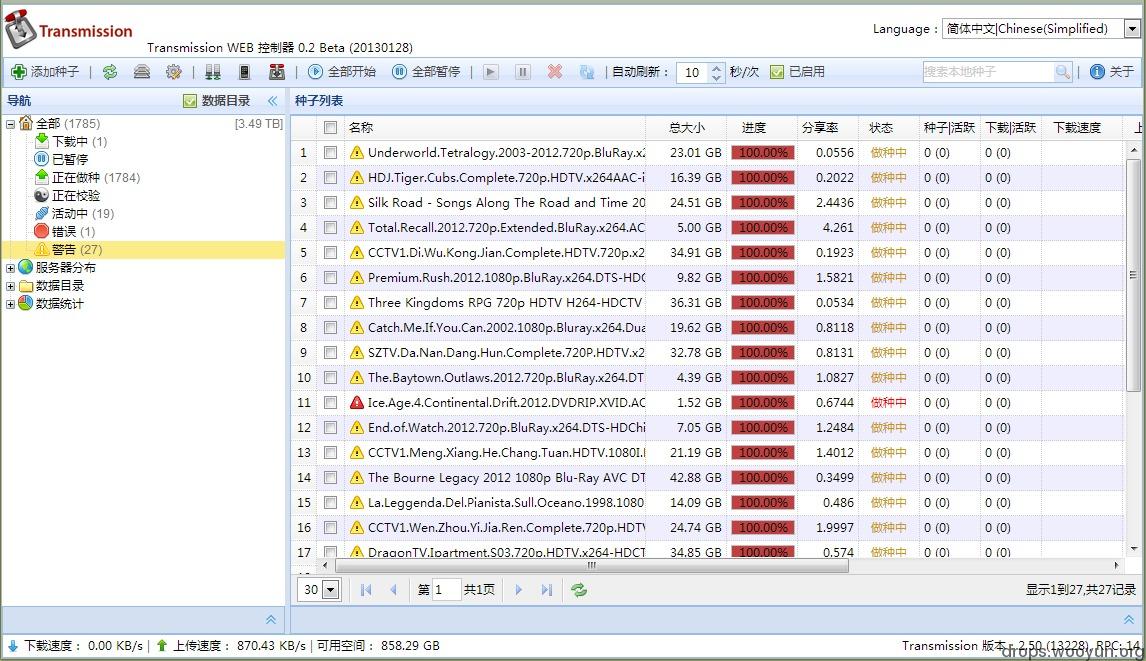 Transmission
Transmission WEB 控制器 0.2 Beta (20130128)
Language： 简体中文|Chinese(Simplified)
添加种子 全部开始 全部暂停 自动刷新： 10 秒/次 已启用 搜索本地种子 关于
导航 数据目录
全部 (1785) [3.49 TB]
下载中 (1)
已暂停
正在做种 (1784)
正在校验
活动中 (19)
错误 (1)
警告 (27)
服务器分布
数据目录
数据统计
种子列表
名称 总大小 进度 分享率 状态 种子|活跃 下载|活跃 下载速度 上
1 Underworld.Tetralogy.2003-2012.720p.BluRay.x2 23.01 GB 100.00% 0.0556 做种中 0 (0) 0 (0)
2 HDJ.Tiger.Cubs.Complete.720p.HDTV.x264AAC-i 16.39 GB 100.00% 0.2022 做种中 0 (0) 0 (0)
3 Silk Road - Songs Along The Road and Time 20 24.51 GB 100.00% 2.4436 做种中 0 (0) 0 (0)
4 Total.Recall.2012.720p.Extended.BluRay.x264.AC 5.00 GB 100.00% 4.261 做种中 0 (0) 0 (0)
5 CCTV1.Di.Wu.Kong.Jian.Complete.HDTV.720p.x2 34.91 GB 100.00% 0.1923 做种中 0 (0) 0 (0)
6 Premium.Rush.2012.1080p.BluRay.x264.DTS-HDC 9.82 GB 100.00% 1.5821 做种中 0 (0) 0 (0)
7 Three Kingdoms RPG 720p HDTV H264-HDCTV 36.31 GB 100.00% 0.0534 做种中 0 (0) 0 (0)
8 Catch.Me.If.You.Can.2002.1080p.Bluray.x264.Dua 19.62 GB 100.00% 0.8118 做种中 0 (0) 0 (0)
9 SZTV.Da.Nan.Dang.Hun.Complete.720P.HDTV.x2 32.78 GB 100.00% 0.8131 做种中 0 (0) 0 (0)
10 The.Baytown.Outlaws.2012.720p.BluRay.x264.DT 4.39 GB 100.00% 1.0827 做种中 0 (0) 0 (0)
11 Ice.Age.4.Continental.Drift.2012.DVDRIP.XVID.AC 1.52 GB 100.00% 0.6744 做种中 0 (0) 0 (0)
12 End.of.Watch.2012.720p.BluRay.x264.DTS-HDChi 7.05 GB 100.00% 1.2484 做种中 0 (0) 0 (0)
13 CCTV1.Meng.Xiang.He.Chang.Tuan.HDTV.1080I.I 21.19 GB 100.00% 1.4012 做种中 0 (0) 0 (0)
14 The Bourne Legacy 2012 1080p Blu-Ray AVC DT 42.88 GB 100.00% 0.3499 做种中 0 (0) 0 (0)
15 La.Leggenda.Del.Pianista.Sull.Oceano.1998.1080 14.09 GB 100.00% 0.486 做种中 0 (0) 0 (0)
16 CCTV1.Wen.Zhou.Yi.Jia.Ren.Complete.720p.HDTV 24.74 GB 100.00% 1.9997 做种中 0 (0) 0 (0)
17 DragonTV.Ipartment.S03.720p.HDTV.x264-HDCT 34.85 GB 100.00% 0.574 做种中 0 (0) 0 (0)
30 第 1 共1页 显示1到27,共27记录
下载速度： 0.00 KB/s | 上传速度： 870.43 KB/s | 可用空间： 858.29 GB Transmission 版本：2.50 (13228), RPC: 14
drops.wooyun.org